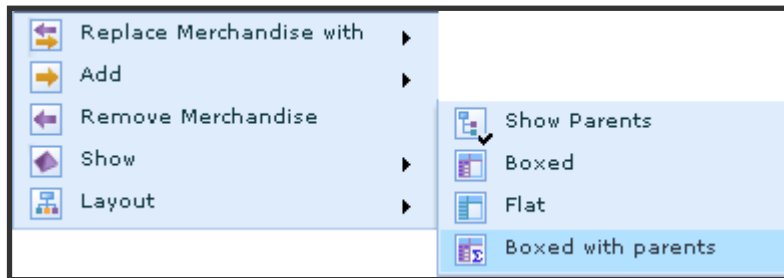 Replace Merchandise with
Add
Remove Merchandise
Show
Layout
Show Parents
Boxed
Flat
Boxed with parents